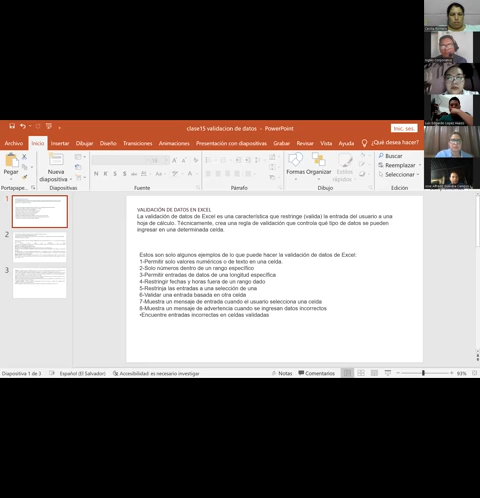 clase15 validacion de datos - PowerPoint
Inic. ses.
Archivo Inicio Insertar Dibujar Diseño Transiciones Animaciones Presentación con diapositivas Grabar Revisar Vista Ayuda ¿Qué desea hacer?
Pegar
Nueva diapositiva
Formas Organizar Estilos rápidos
Buscar
Reemplazar
Seleccionar
Portapape... Diapositivas Fuente Párrafo Dibujo Edición
1
2
3
VALIDACIÓN DE DATOS EN EXCEL
La validación de datos de Excel es una característica que restringe (valida) la entrada del usuario a una
hoja de cálculo. Técnicamente, crea una regla de validación que controla qué tipo de datos se pueden
ingresar en una determinada celda.
Estos son solo algunos ejemplos de lo que puede hacer la validación de datos de Excel:
1-Permitir solo valores numéricos o de texto en una celda.
2-Solo números dentro de un rango específico
3-Permitir entradas de datos de una longitud específica
4-Restringir fechas y horas fuera de un rango dado
5-Restrinja las entradas a una selección de una
6-Validar una entrada basada en otra celda
7-Muestra un mensaje de entrada cuando el usuario selecciona una celda
8-Muestra un mensaje de advertencia cuando se ingresan datos incorrectos
•Encuentre entradas incorrectas en celdas validadas
Diapositiva 1 de 3 Español (El Salvador) Accesibilidad: es necesario investigar Notas Comentarios 93%